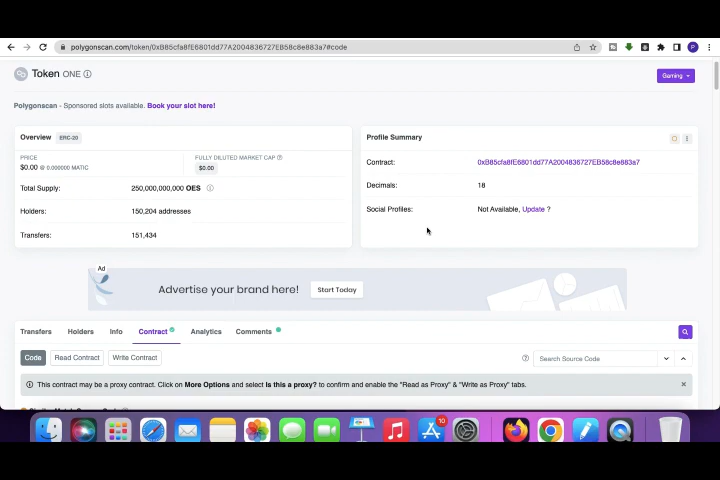 polygonscan.com/token/0xB85cfa8fE6801dd77A2004836727EB58c8e883a7#code
P
Token ONE
Gaming
Polygonscan - Sponsored slots available. Book your slot here!
Overview ERC-20
PRICE
$0.00 @ 0.000000 MATIC
FULLY DILUTED MARKET CAP
$0.00
Total Supply: 250,000,000,000 OES
Holders: 150,204 addresses
Transfers: 151,434
Profile Summary
Contract: 0xB85cfa8fE6801dd77A2004836727EB58c8e883a7
Decimals: 18
Social Profiles: Not Available, Update ?
Ad
Advertise your brand here! Start Today
Transfers Holders Info Contract Analytics Comments
Code Read Contract Write Contract
Search Source Code
This contract may be a proxy contract. Click on More Options and select Is this a proxy? to confirm and enable the "Read as Proxy" & "Write as Proxy" tabs.
10